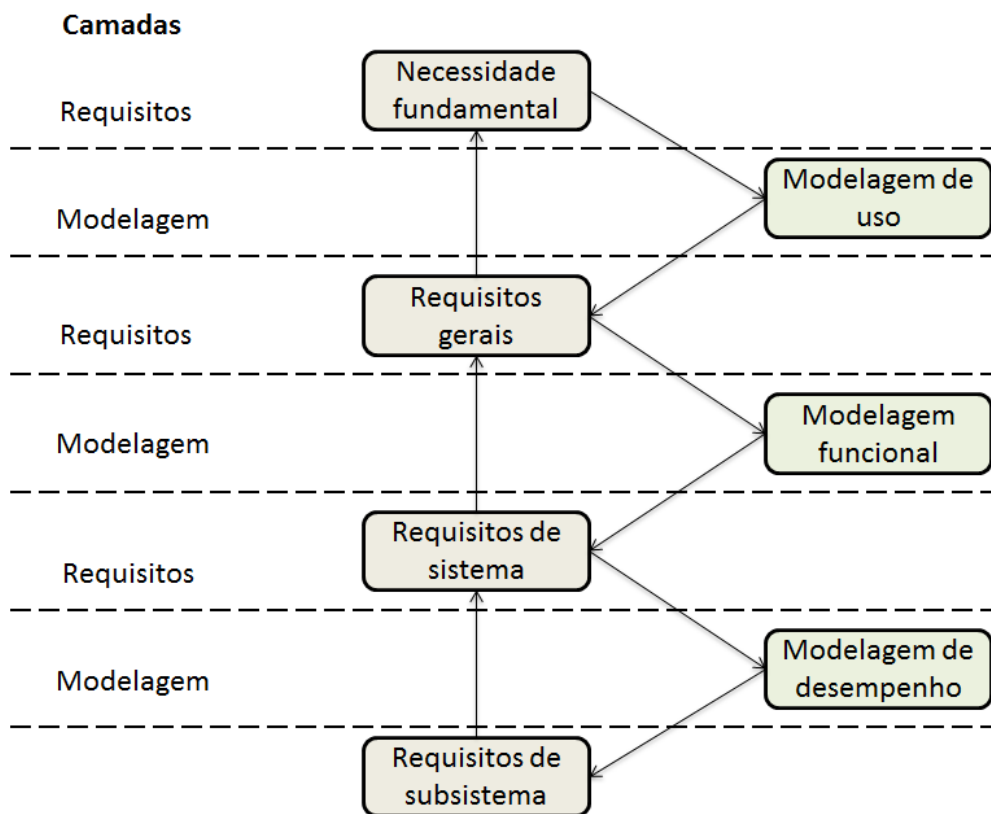 Camadas
Necessidade
fundamental
Requisitos
Modelagem de
uso
Modelagem
Requisitos
gerais
Requisitos
Modelagem
funcional
Modelagem
Requisitos de
sistema
Requisitos
Modelagem de
desempenho
Modelagem
Requisitos de
subsistema